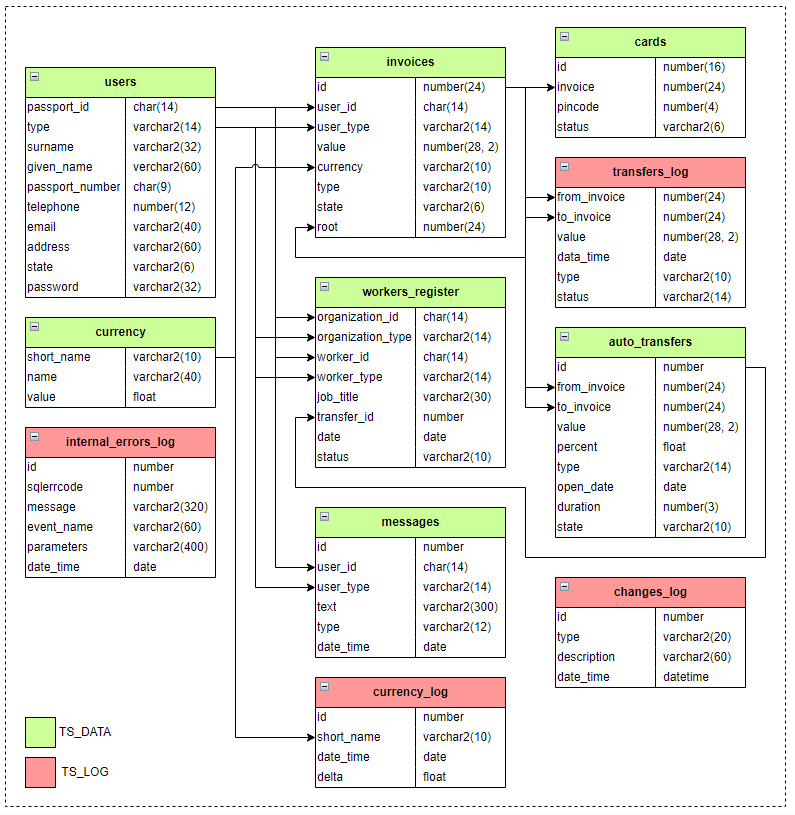 users
passport_id char(14)
type varchar2(14)
surname varchar2(32)
given_name verchar2(60)
passport_number char(9)
telephone number(12)
email varchar2(40)
address varchar2(60)
state varchar2(6)
password varchar2(32)
currency
short_name varchar2(10)
name varchar2(40)
value float
internal_errors_log
id number
sqlerrcode number
message varchar2(320)
event_name varchar2(60)
parameters varchar2(400)
date_time date
TS_DATA
TS_LOG
invoices
id number(24)
user_id char(14)
user_type varchar2(14)
value number(28, 2)
currency varchar2(10)
type varchar2(10)
state varchar2(6)
root number(24)
workers_register
organization_id char(14)
organization_type varchar2(14)
worker_id char(14)
worker_type varchar2(14)
job_title varchar2(30)
transfer_id number
date date
status varchar2(10)
messages
id number
user_id char(14)
user_type varchar2(14)
text varchar2(300)
type varchar2(12)
date_time date
currency_log
id number
short_name varchar2(10)
date_time date
delta float
cards
id number(16)
invoice number(24)
pincode number(4)
status varchar2(6)
transfers_log
from_invoice number(24)
to_invoice number(24)
value number(28, 2)
data_time date
type varchar2(10)
status varchar2(14)
auto_transfers
id number
from_invoice number(24)
to_invoice number(24)
value number(28, 2)
percent float
type varchar2(14)
open_date date
duration number(3)
state varchar2(10)
changes_log
id number
type varchar2(20)
description varchar2(60)
date_time datetime